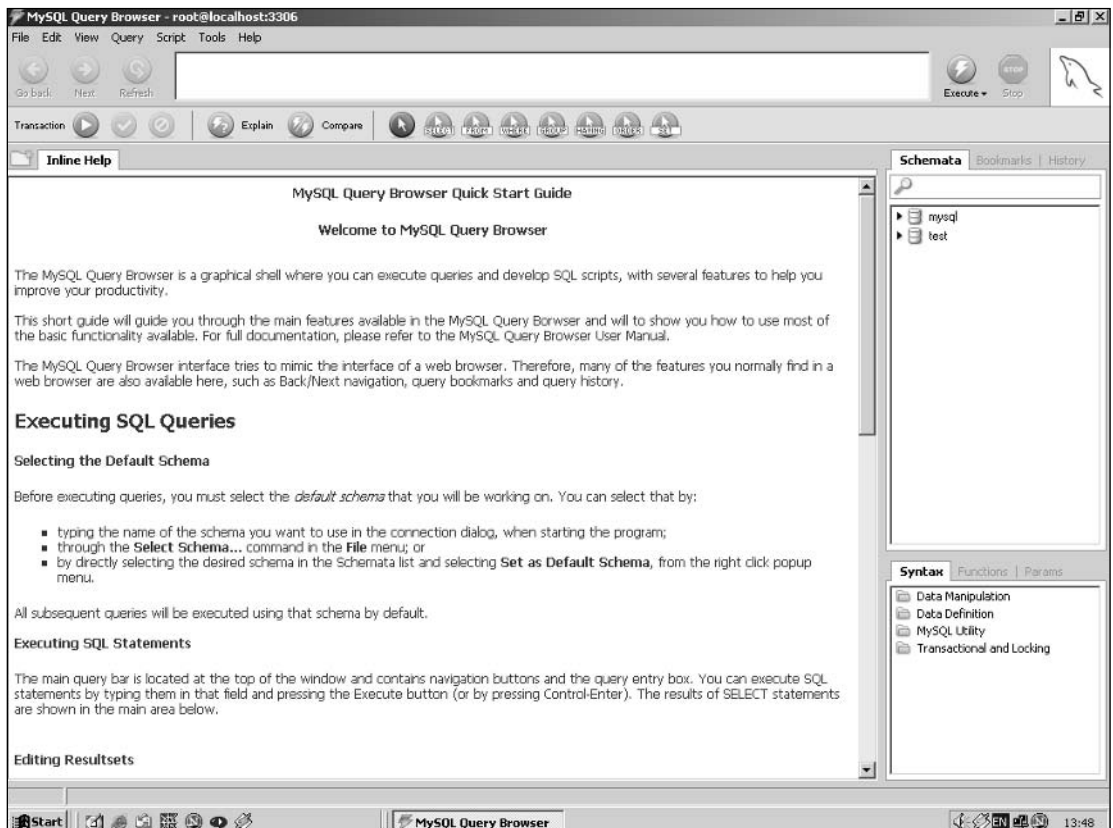 MySQL Query Browser - root@localhost:3306
File Edit View Query Script Tools Help
Go back Next Refresh
Execute Stop
Transaction Explain Compare SELECT FROM WHERE GROUP HAVING ORDER SET
Inline Help
Schemata Bookmarks | History
MySQL Query Browser Quick Start Guide
Welcome to MySQL Query Browser
The MySQL Query Browser is a graphical shell where you can execute queries and develop SQL scripts, with several features to help you
improve your productivity.
This short guide will guide you through the main features available in the MySQL Query Borwser and will to show you how to use most of
the basic functionality available. For full documentation, please refer to the MySQL Query Browser User Manual.
The MySQL Query Browser interface tries to mimic the interface of a web browser. Therefore, many of the features you normally find in a
web browser are also available here, such as Back/Next navigation, query bookmarks and query history.
Executing SQL Queries
Selecting the Default Schema
Before executing queries, you must select the default schema that you will be working on. You can select that by:
typing the name of the schema you want to use in the connection dialog, when starting the program;
through the Select Schema... command in the File menu; or
by directly selecting the desired schema in the Schemata list and selecting Set as Default Schema, from the right click popup
menu.
All subsequent queries will be executed using that schema by default.
Executing SQL Statements
The main query bar is located at the top of the window and contains navigation buttons and the query entry box. You can execute SQL
statements by typing them in that field and pressing the Execute button (or by pressing Control-Enter). The results of SELECT statements
are shown in the main area below.
Editing Resultsets
mysql
test
Syntax Functions | Params
Data Manipulation
Data Definition
MySQL Utility
Transactional and Locking
Start
MySQL Query Browser
EN
13:48